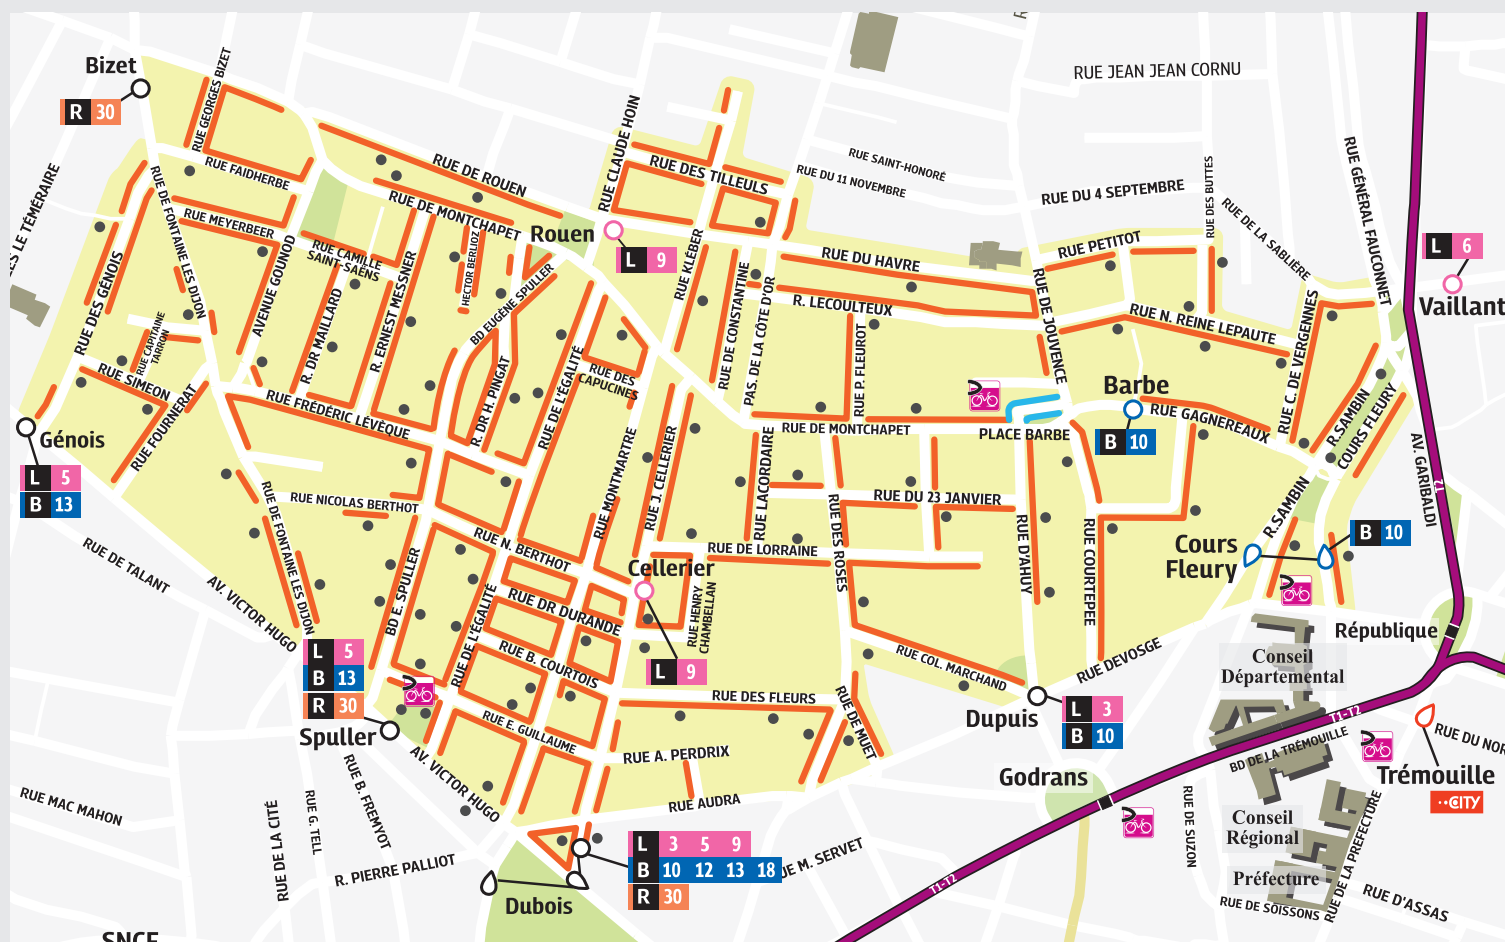 Bizet
R 30
RUE GEORGES BIZET
RUE FAIDHERBE
RUE DE ROUEN
RUE CLAUDE HOIN
RUE DES TILLEULS
RUE SAINT-HONORÉ
RUE DU 11 NOVEMBRE
RUE JEAN JEAN CORNU
RUE DU 4 SEPTEMBRE
RUE DES BUTTES
RUE DE LA SABLIÈRE
RUE GÉNÉRAL FAUCONNET
LE TÉMÉRAIRE
RUE DE FONTAINE LES DIJON
RUE MEYERBEER
RUE CAMILLE
SAINT-SAËNS
RUE DE MONTCHAPET
Rouen
L 9
RUE KLÉBER
RUE DU HAVRE
RUE PETITOT
L 6
Vaillant
RUE DES GÉNOIS
AVENUE GOUNOD
R. DR MAILLARD
R. ERNEST MESSNER
HECTOR BERLIOZ
BD EUGÈNE SPULLER
RUE DE CONSTANTINE
PAS. DE LA CÔTE D'OR
R. LECOULTEUX
RUE DE JOUVENCE
RUE N. REINE LEPAUTE
RUE C. DE VERGENNES
RUE CAPITAINE
TARRON
RUE SIMEON
RUE FOURNERAT
RUE FRÉDÉRIC LÉVÊQUE
R. DR H. PINGAT
RUE DE L'ÉGALITÉ
RUE DES
CAPUCINES
RUE P. FLEUROT
RUE DE MONTCHAPET
PLACE BARBE
Barbe
B 10
RUE GAGNEREAUX
R.SAMBIN
COURS FLEURY
AV. GARIBALDI
T1
Génois
L 5
B 13
RUE NICOLAS BERTHOT
RUE DE FONTAINE LES DIJON
RUE N. BERTHOT
RUE MONTMARTRE
RUE J. CELLERIER
RUE LACORDAIRE
RUE DU 23 JANVIER
RUE DES ROSES
RUE DE LORRAINE
RUE D'AHUY
RUE COURTEPÉE
R.SAMBIN
Cours
Fleury
B 10
RUE DE TALANT
AV. VICTOR HUGO
BD E. SPULLER
RUE DE L'ÉGALITÉ
RUE DR DURANDE
Cellerier
L 9
RUE HENRY
CHAMBELLAN
RUE B. COURTOIS
RUE COL. MARCHAND
RUE DEVOSGE
République
Conseil
Départemental
L 5
B 13
R 30
Spuller
RUE DES FLEURS
RUE DE MUET
Dupuis
L 3
B 10
RUE E. GUILLAUME
RUE A. PERDRIX
RUE AUDRA
AV. VICTOR HUGO
Godrans
T1-T2
BD DE LA TRÉMOUILLE
RUE DU NOR
Trémouille
CITY
RUE MAC MAHON
RUE DE LA CITÉ
RUE G. TELL
RUE B. FREMYOT
R. PIERRE PALLIOT
Dubois
L 3 5 9
B 10 12 13 18
R 30
UE M. SERVET
T1-T2
RUE DE SUZON
Conseil
Régional
Préfecture
RUE DE SOISSONS
RUE DE LA PRÉFECTURE
RUE D'ASSAS
SNCF